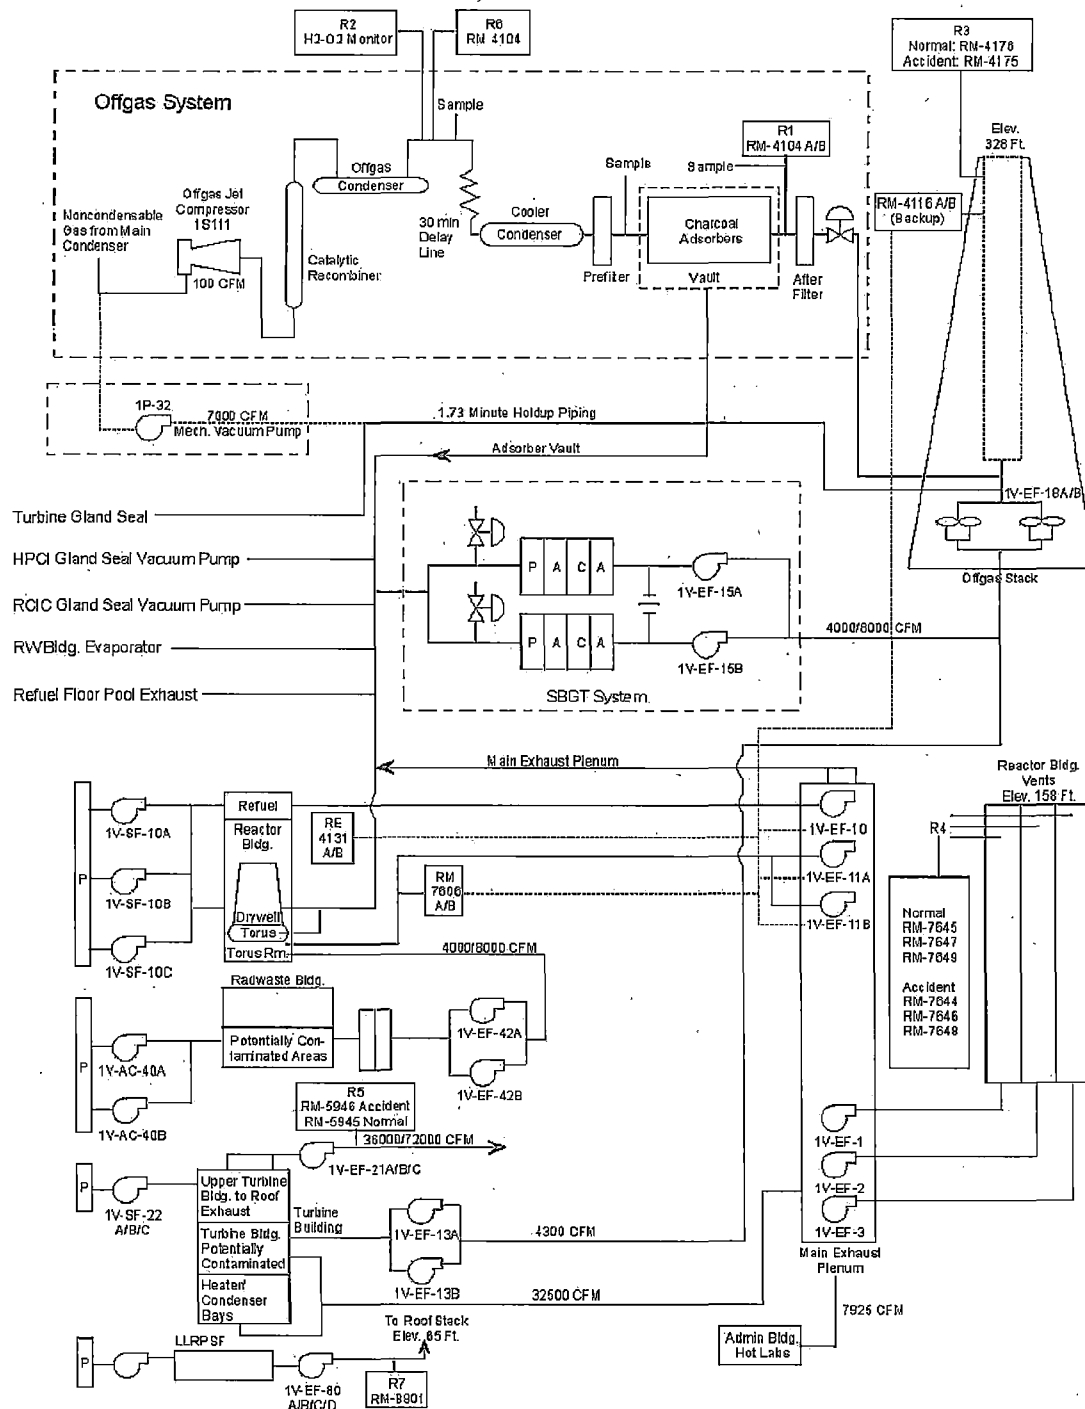 R2
H2-O2 Monitor
R6
RM-4104
R3
Normal: RM-4176
Accident: RM-4175
Offgas System
Sample
R1
RM-4104 A/B
Elev.
328 Ft.
Offgas
Condenser
Sample
Sample
RM-4116 A/B
(Backup)
Offgas Jet
Compressor
1S111
Noncondensable
Gas from Main
Condenser
30 min
Delay
Line
Cooler
Condenser
Charcoal
Adsorbers
100 CFM
Catalytic
Recombiner
Prefilter
Vault
After
Filter
1P-32
7000 CFM
Mech. Vacuum Pump
1.73 Minute Holdup Piping
Adsorber Vault
1V-EF-18A/B
Turbine Gland Seal
HPCI Gland Seal Vacuum Pump
P A C A
1V-EF-15A
Offgas Stack
RCIC Gland Seal Vacuum Pump
4000/8000 CFM
RW Bldg. Evaporator
P A C A
1V-EF-15B
Refuel Floor Pool Exhaust
SBGT System
Main Exhaust Plenum
Reactor Bldg.
Vents
Elev. 158 Ft.
1V-SF-10A
Refuel
Reactor
Bldg.
RE
4131
A/B
1V-EF-10
R4
P
1V-SF-10B
RM
7606
A/B
1V-EF-11A
Drywell
Torus
Torus Rm.
1V-EF-11B
1V-SF-10C
4000/8000 CFM
Normal
RM-7645
RM-7647
RM-7649
Accident
RM-7644
RM-7646
RM-7648
Radwaste Bldg.
Potentially Con-
taminated Areas
1V-EF-42A
P
1V-AC-40A
1V-EF-42B
1V-AC-40B
R5
RM-5946 Accident
RM-5945 Normal
36000/72000 CFM
1V-EF-21A/B/C
1V-EF-1
P
1V-SF-22
A/B/C
Upper Turbine
Bldg. to Roof
Exhaust
Turbine
Building
1V-EF-2
Turbine Bldg.
Potentially
Contaminated
1V-EF-13A
4300 CFM
1V-EF-3
Heater/
Condenser
Bays
1V-EF-13B
32500 CFM
Main Exhaust
Plenum
7925 CFM
To Roof Stack
Elev. 65 Ft.
LLRPSF
P
1V-EF-80
A/B/C/D
R7
RM-8801
Admin Bldg.
Hot Labs